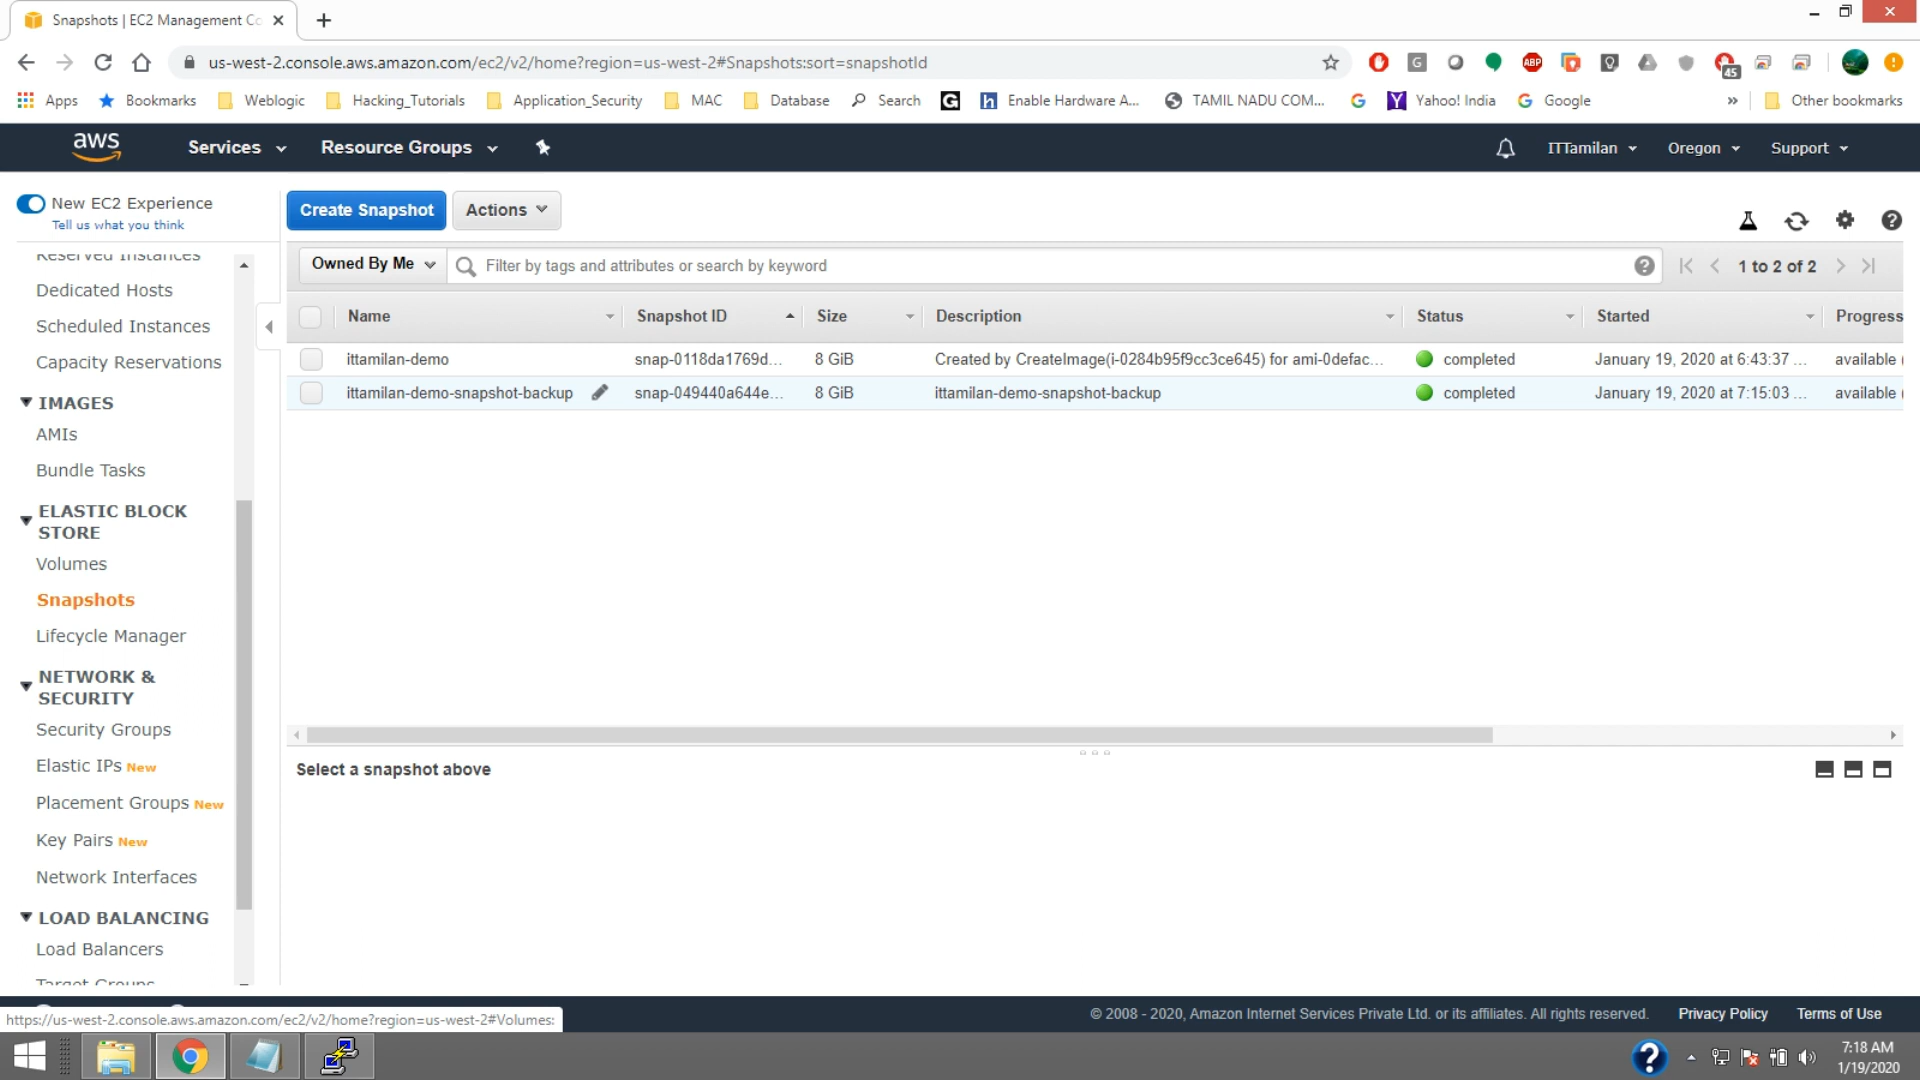 Snapshots | EC2 Management Co
us-west-2.console.aws.amazon.com/ec2/v2/home?region=us-west-2#Snapshots:sort=snapshotId
G
ABP
45
Apps
Bookmarks
Weblogic
Hacking_Tutorials
Application_Security
MAC
Database
Search
Enable Hardware A...
TAMIL NADU COM...
Yahoo! India
Google
»
Other bookmarks
aws
Services
Resource Groups
ITTamilan
Oregon
Support
New EC2 Experience
Tell us what you think
Create Snapshot
Actions
Reserved Instances
Dedicated Hosts
Scheduled Instances
Capacity Reservations
IMAGES
AMIs
Bundle Tasks
ELASTIC BLOCK
STORE
Volumes
Snapshots
Lifecycle Manager
NETWORK &
SECURITY
Security Groups
Elastic IPs New
Placement Groups New
Key Pairs New
Network Interfaces
LOAD BALANCING
Load Balancers
Target Groups
Owned By Me
Filter by tags and attributes or search by keyword
1 to 2 of 2
Name Snapshot ID Size Description Status Started Progress
ittamilan-demo snap-0118da1769d... 8 GiB Created by CreateImage(i-0284b95f9cc3ce645) for ami-0defac... completed January 19, 2020 at 6:43:37 ... available (
ittamilan-demo-snapshot-backup snap-049440a644e... 8 GiB ittamilan-demo-snapshot-backup completed January 19, 2020 at 7:15:03 ... available (
Select a snapshot above
https://us-west-2.console.aws.amazon.com/ec2/v2/home?region=us-west-2#Volumes:
© 2008 - 2020, Amazon Internet Services Private Ltd. or its affiliates. All rights reserved.
Privacy Policy
Terms of Use
7:18 AM
1/19/2020